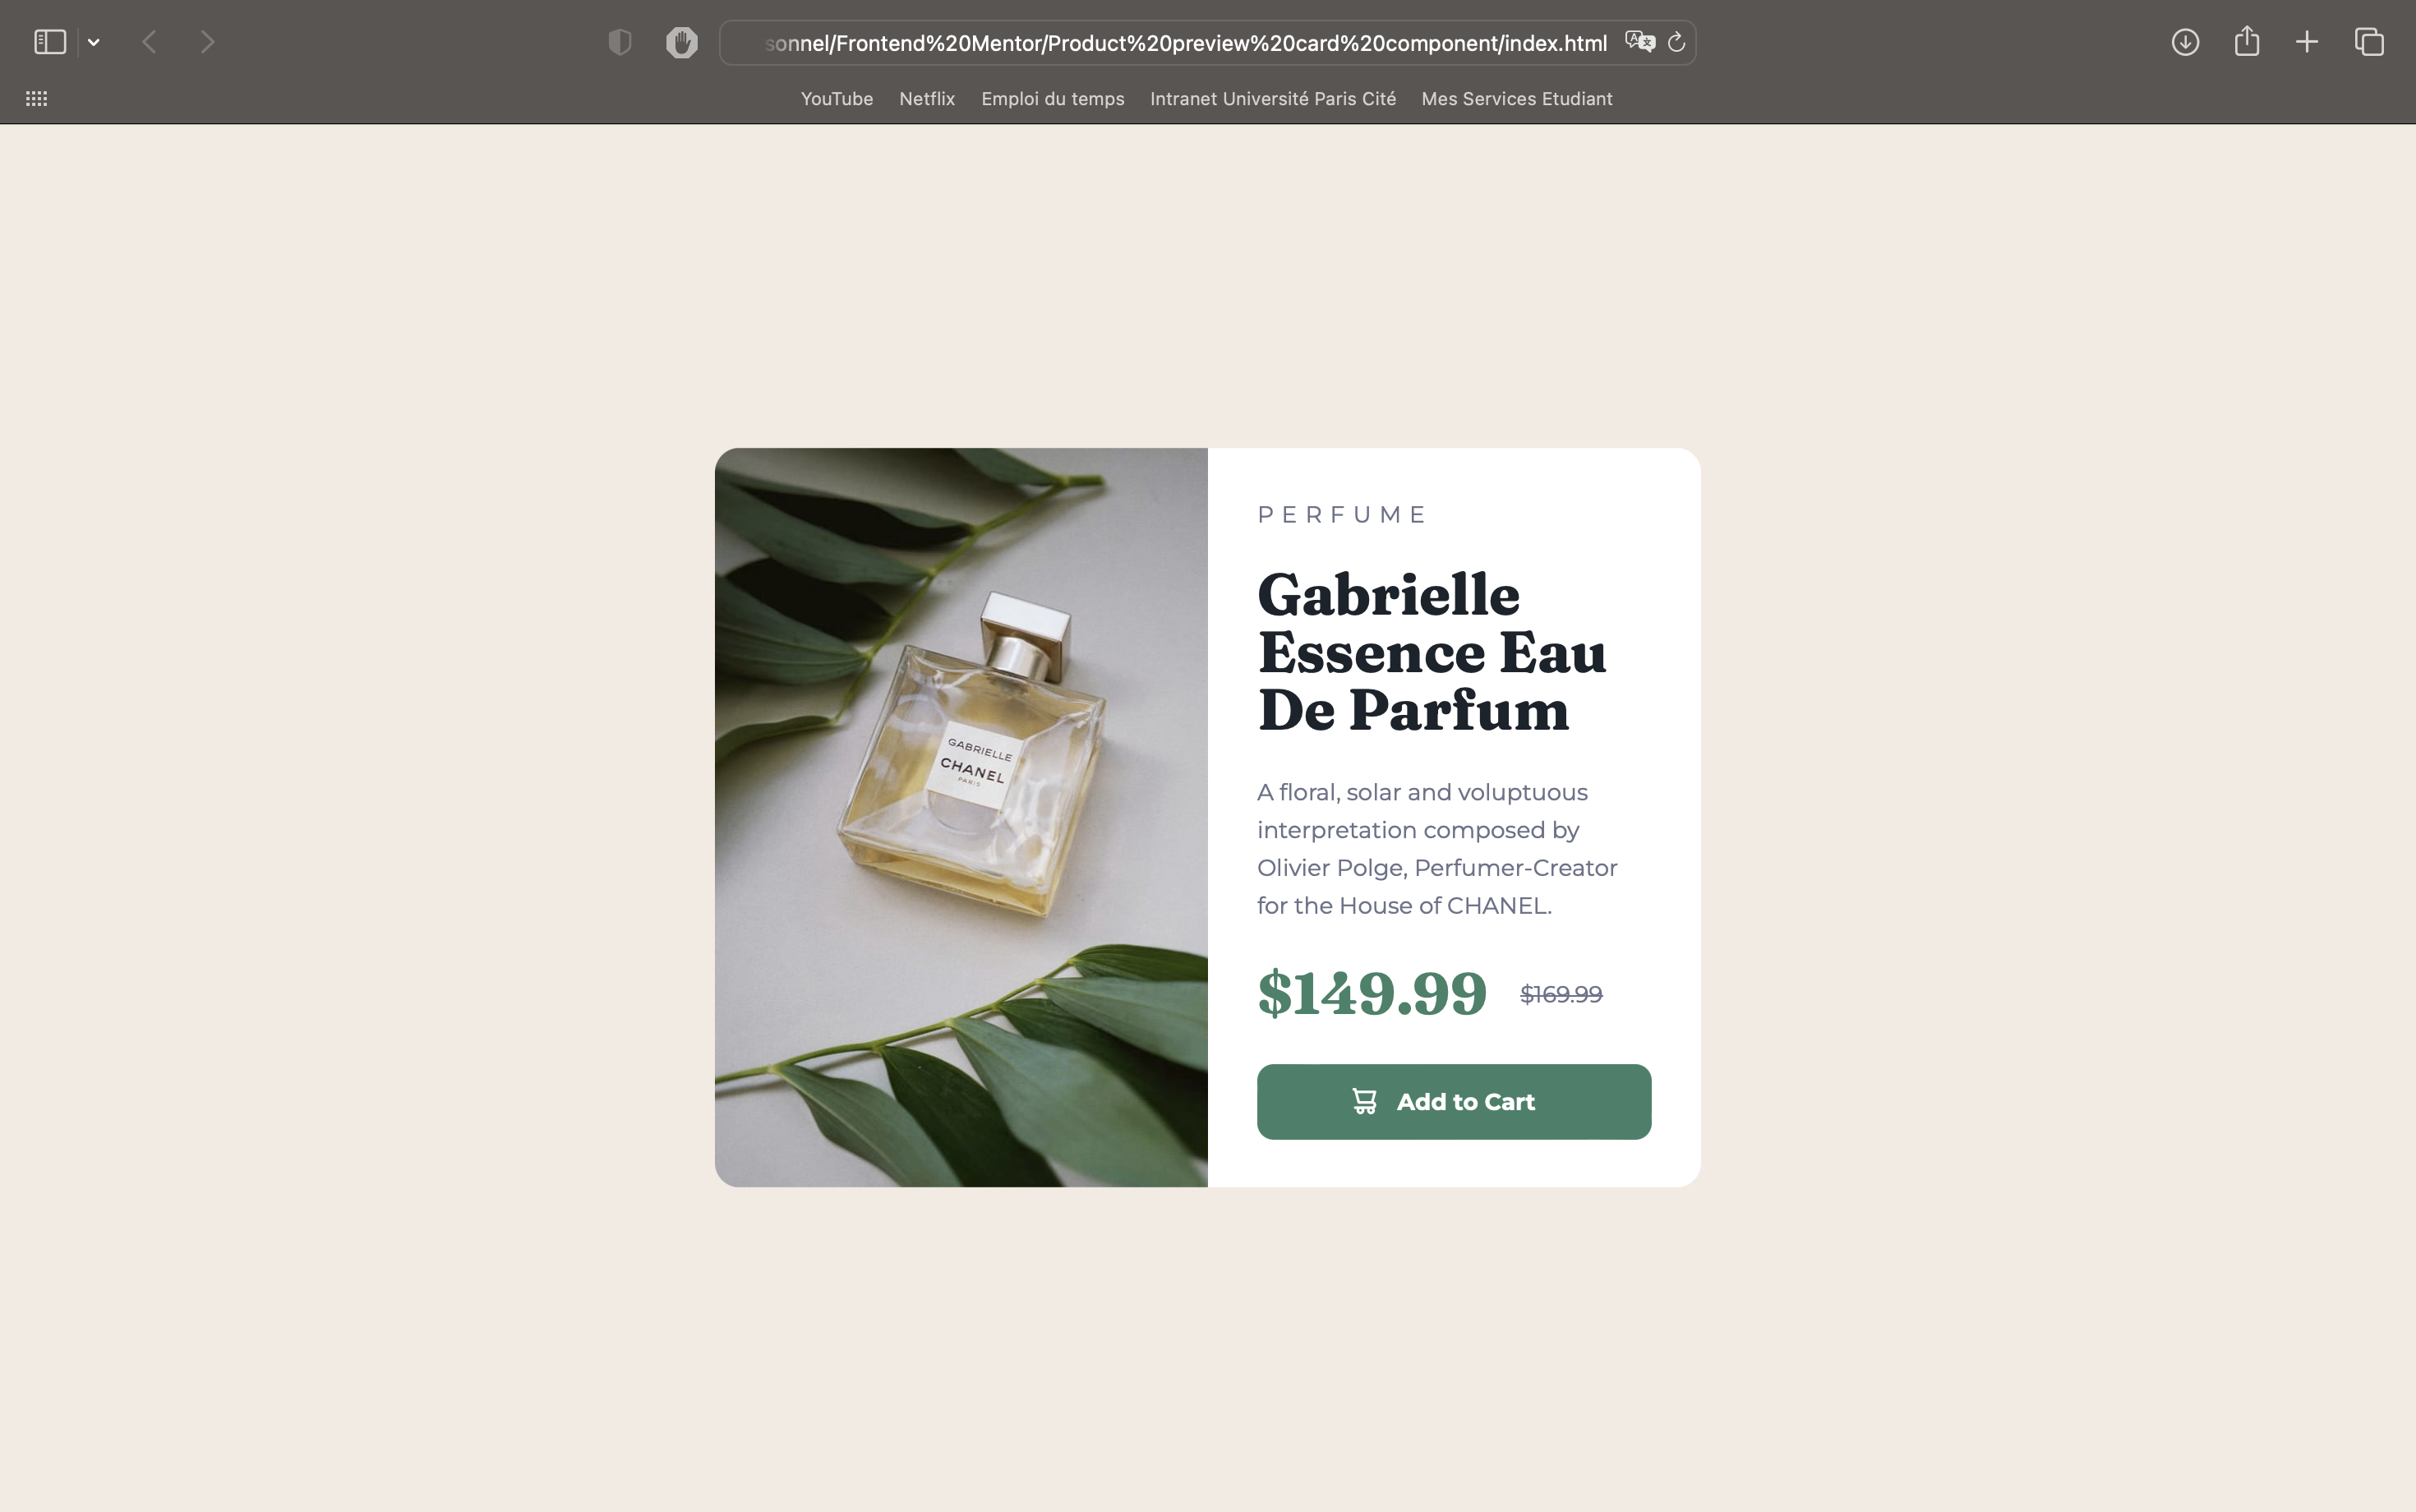 sonnel/Frontend%20Mentor/Product%20preview%20card%20component/index.html
YouTube Netflix Emploi du temps Intranet Université Paris Cité Mes Services Etudiant
PERFUME
Gabrielle
Essence Eau
De Parfum
A floral, solar and voluptuous
interpretation composed by
Olivier Polge, Perfumer-Creator
for the House of CHANEL.
$149.99 $169.99
Add to Cart
GABRIELLE
CHANEL
PARIS